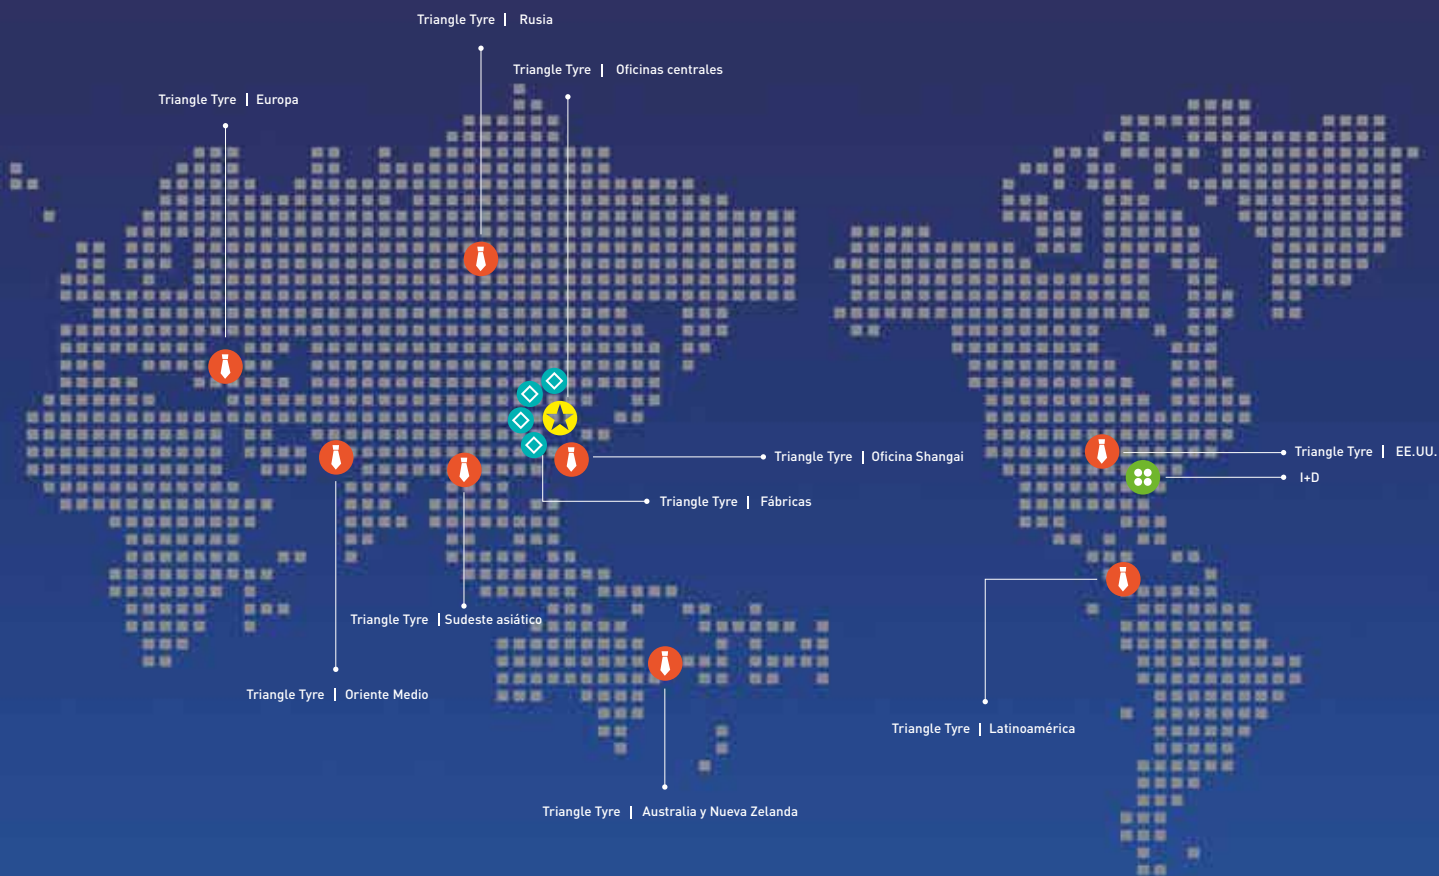 Triangle Tyre | Rusia
Triangle Tyre | Oficinas centrales
Triangle Tyre | Europa
Triangle Tyre | EE.UU.
Triangle Tyre | Oficina Shangai
I+D
Triangle Tyre | Fábricas
Triangle Tyre | Sudeste asiático
Triangle Tyre | Oriente Medio
Triangle Tyre | Latinoamérica
Triangle Tyre | Australia y Nueva Zelanda